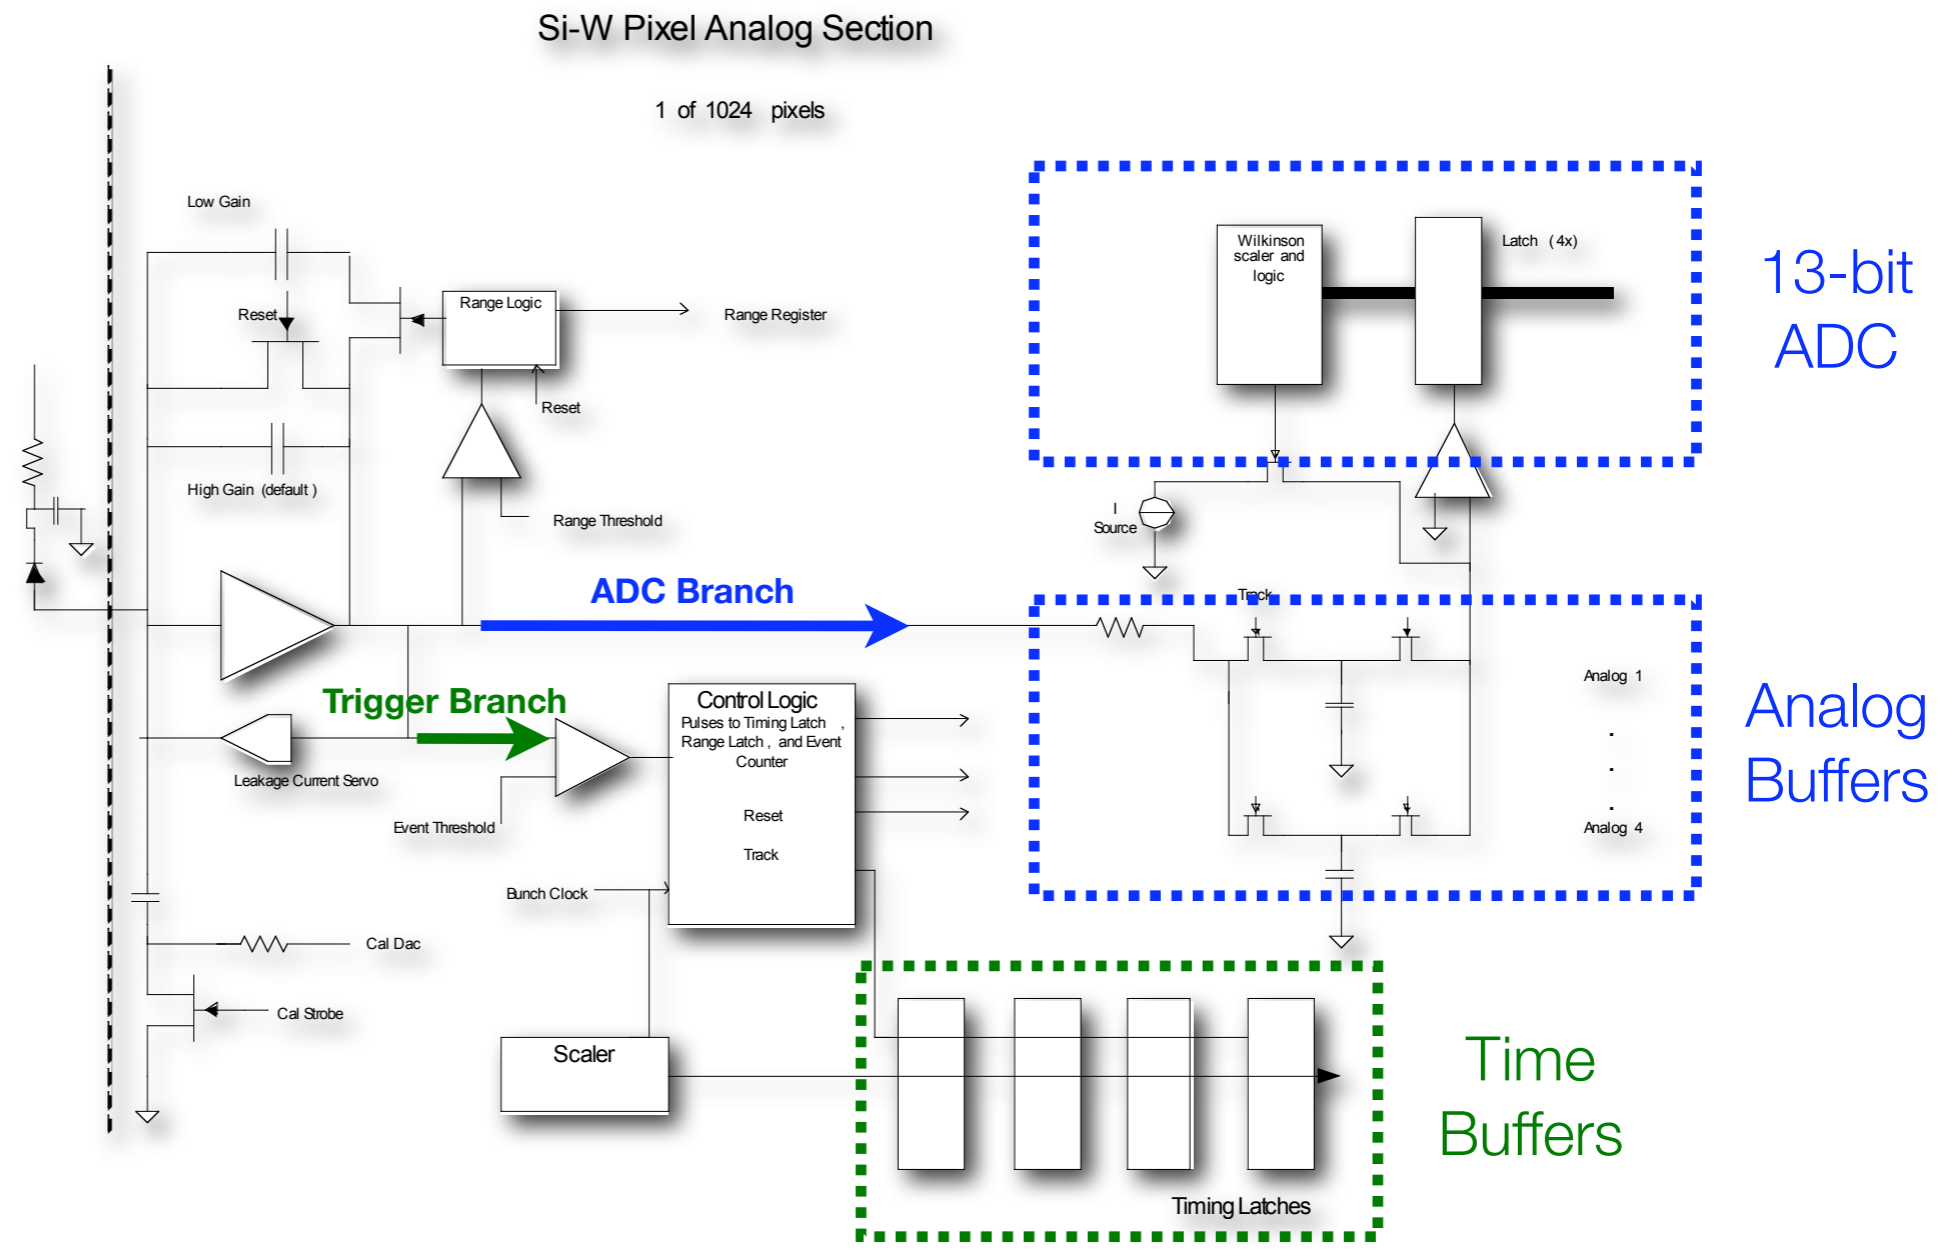 Si-W Pixel Analog Section
1 of 1024 pixels
Low Gain
Reset
Range Logic
Range Register
Reset
High Gain (default )
Range Threshold
Wilkinson
scaler and
logic
Latch ( 4x)
13-bit
ADC
I
Source
ADC Branch
Track
Trigger Branch
Leakage Current Servo
Event Threshold
Control Logic
Pulses to Timing Latch ,
Range Latch , and Event
Counter
Reset
Track
Analog 1
.
.
.
Analog 4
Analog
Buffers
Bunch Clock
Cal Dac
Cal Strobe
Scaler
Timing Latches
Time
Buffers